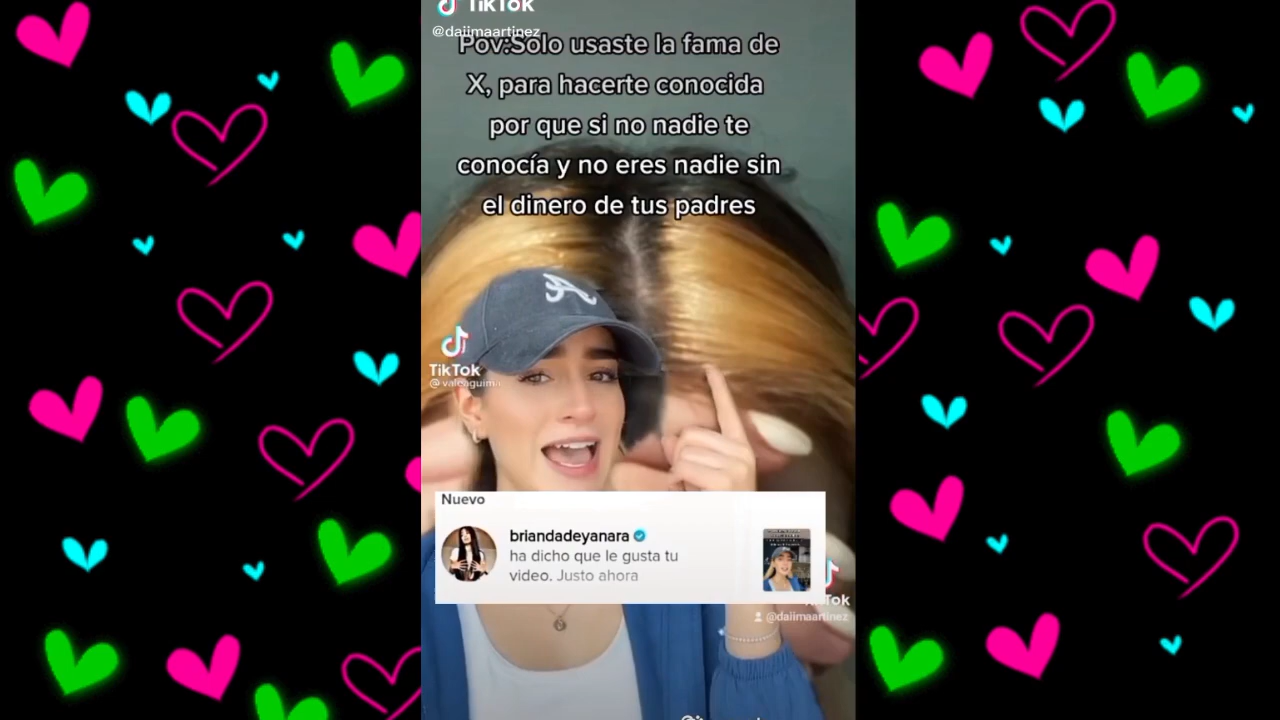 TikTok
@daiimaartinez
Pov:Solo usaste la fama de
X, para hacerte conocida
por que si no nadie te
conocía y no eres nadie sin
el dinero de tus padres
A
TikTok
@valeaguima
Nuevo
briandadeyanara
ha dicho que le gusta tu
video. Justo ahora
TikTok
@daiimaartinez